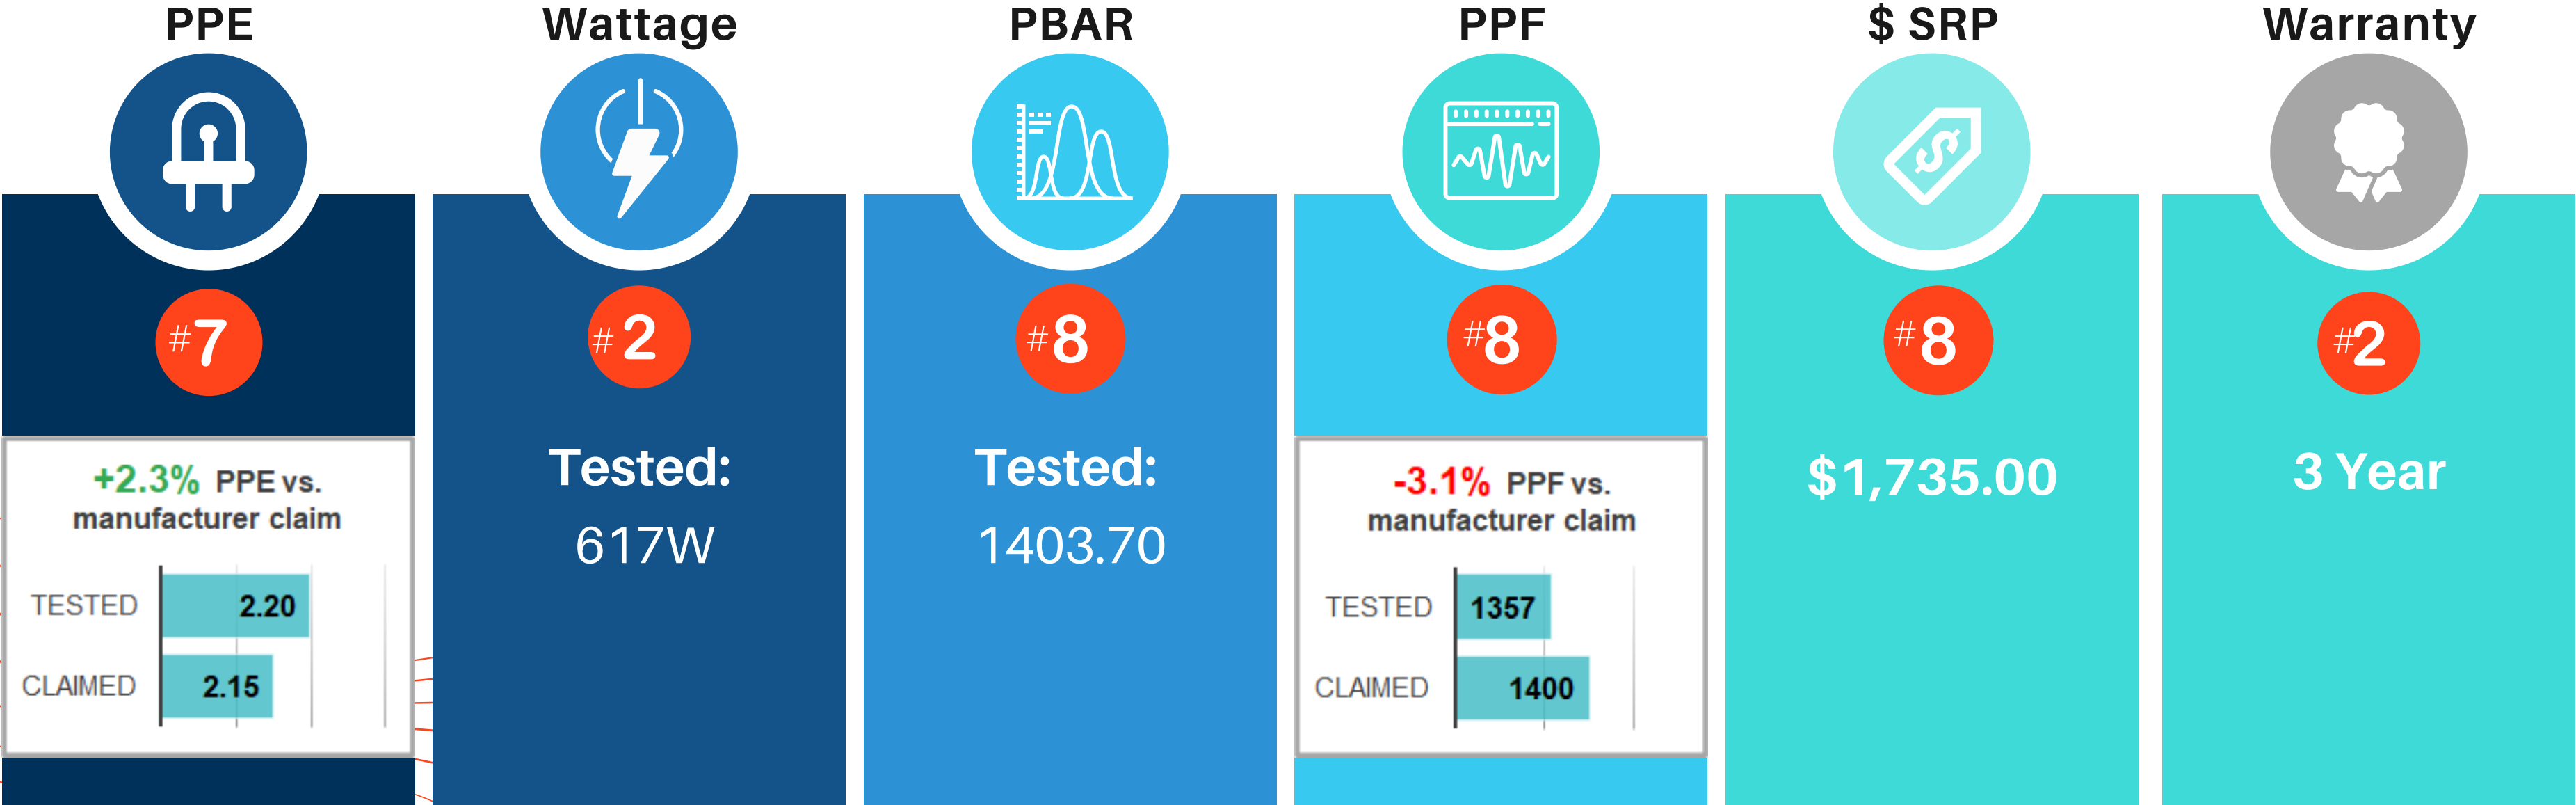 PPE
#7
+2.3% PPE vs.
manufacturer claim
TESTED 2.20
CLAIMED 2.15
Wattage
#2
Tested:
617W
PBAR
#8
Tested:
1403.70
PPF
#8
-3.1% PPF vs.
manufacturer claim
TESTED 1357
CLAIMED 1400
$ SRP
#8
$1,735.00
Warranty
#2
3 Year